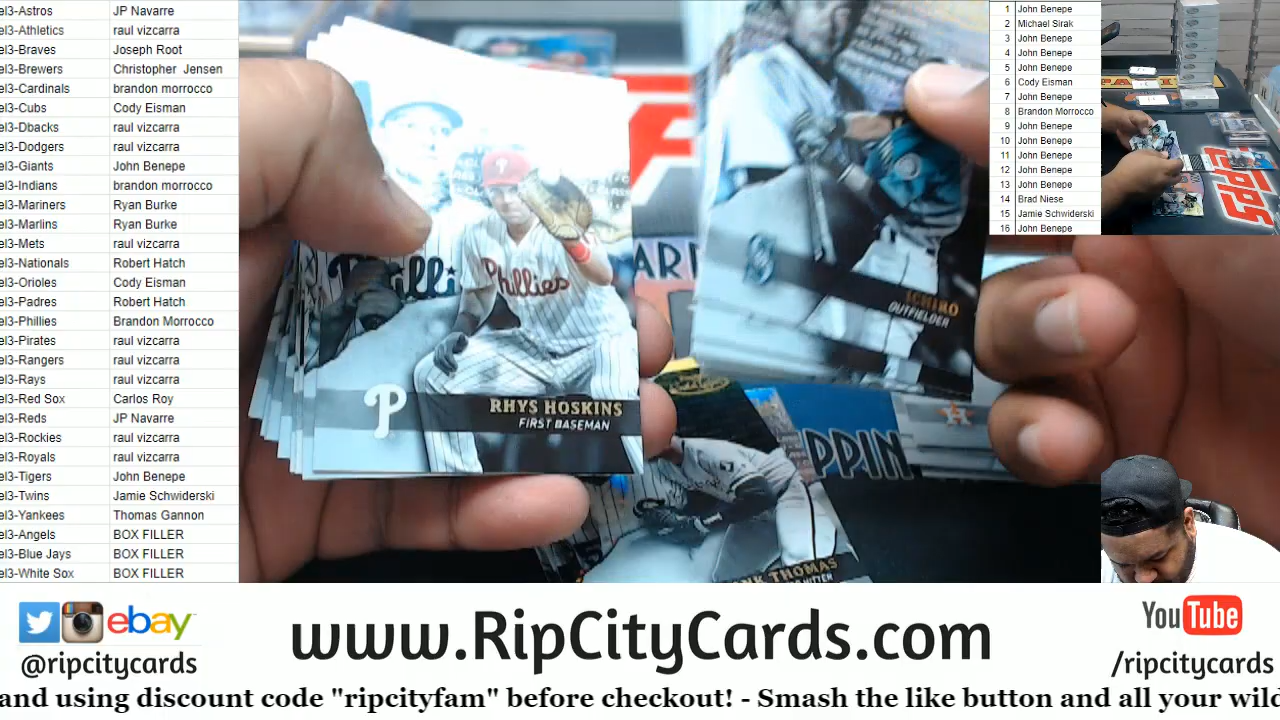 el3-Astros JP Navarre
el3-Athletics raul vizcarra
el3-Braves Joseph Root
el3-Brewers Christopher Jensen
el3-Cardinals brandon morrocco
el3-Cubs Cody Eisman
el3-Dbacks raul vizcarra
el3-Dodgers raul vizcarra
el3-Giants John Benepe
el3-Indians brandon morrocco
el3-Mariners Ryan Burke
el3-Marlins Ryan Burke
el3-Mets raul vizcarra
el3-Nationals Robert Hatch
el3-Orioles Cody Eisman
el3-Padres Robert Hatch
el3-Phillies Brandon Morrocco
el3-Pirates raul vizcarra
el3-Rangers raul vizcarra
el3-Rays raul vizcarra
el3-Red Sox Carlos Roy
el3-Reds JP Navarre
el3-Rockies raul vizcarra
el3-Royals raul vizcarra
el3-Tigers John Benepe
el3-Twins Jamie Schwiderski
el3-Yankees Thomas Gannon
el3-Angels BOX FILLER
el3-Blue Jays BOX FILLER
el3-White Sox BOX FILLER
Phillies
P
RHYS HOSKINS
FIRST BASEMAN
ICHIRO
OUTFIELDER
ARD
PPIN
NK THOMAS
HITTER
1 John Benepe
2 Michael Sirak
3 John Benepe
4 John Benepe
5 John Benepe
6 Cody Eisman
7 John Benepe
8 Brandon Morrocco
9 John Benepe
10 John Benepe
11 John Benepe
12 John Benepe
13 John Benepe
14 Brad Niese
15 Jamie Schwiderski
16 John Benepe
Topps
ebay
@ripcitycards
www.RipCityCards.com
YouTube
/ripcitycards
and using discount code "ripcityfam" before checkout! - Smash the like button and all your wild